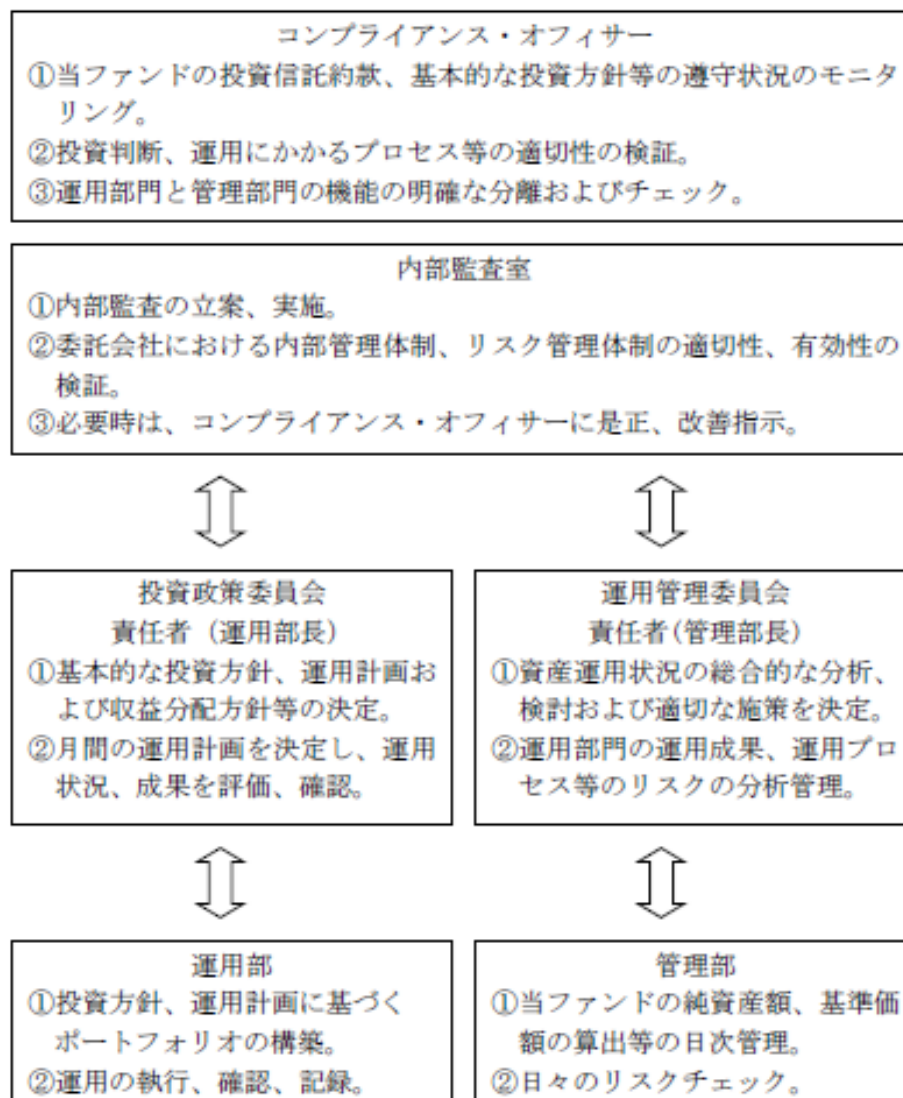 コンプライアンス・オフィサー
①当ファンドの投資信託約款、基本的な投資方針等の遵守状況のモニタ
リング。
②投資判断、運用にかかるプロセス等の適切性の検証。
③運用部門と管理部門の機能の明確な分離およびチェック。
内部監査室
①内部監査の立案、実施。
②委託会社における内部管理体制、リスク管理体制の適切性、有効性の
検証。
③必要時は、コンプライアンス・オフィサーに是正、改善指示。
投資政策委員会
責任者（運用部長）
①基本的な投資方針、運用計画お
よび収益分配方針等の決定。
②月間の運用計画を決定し、運用
状況、成果を評価、確認。
運用管理委員会
責任者(管理部長)
①資産運用状況の総合的な分析、
検討および適切な施策を決定。
②運用部門の運用成果、運用プロ
セス等のリスクの分析管理。
運用部
①投資方針、運用計画に基づく
ポートフォリオの構築。
②運用の執行、確認、記録。
管理部
①当ファンドの純資産額、基準価
額の算出等の日次管理。
②日々のリスクチェック。